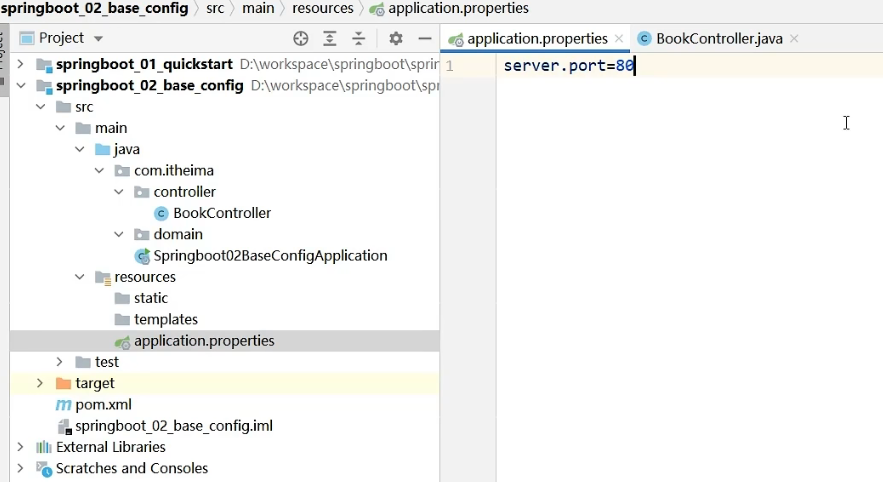 springboot_02_base_config src main resources application.properties
Project
application.properties BookController.java
springboot_01_quickstart D:\workspace\springboot\sprin
1 server.port=80
springboot_02_base_config D:\workspace\springboot\spr
src
main
java
com.itheima
controller
BookController
domain
Springboot02BaseConfigApplication
resources
static
templates
application.properties
test
target
pom.xml
springboot_02_base_config.iml
External Libraries
Scratches and Consoles